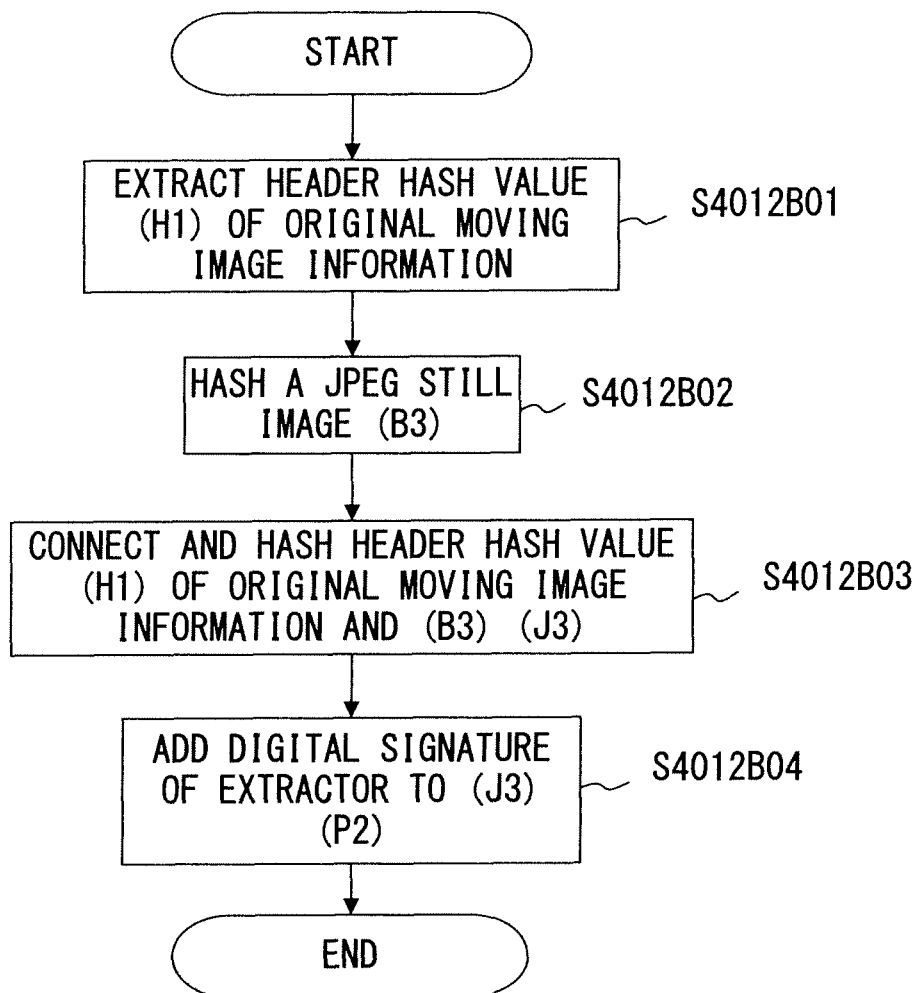 START
EXTRACT HEADER HASH VALUE
(H1) OF ORIGINAL MOVING
IMAGE INFORMATION
S4012B01
HASH A JPEG STILL
IMAGE (B3)
S4012B02
CONNECT AND HASH HEADER HASH VALUE
(H1) OF ORIGINAL MOVING IMAGE
INFORMATION AND (B3) (J3)
S4012B03
ADD DIGITAL SIGNATURE
OF EXTRACTOR TO (J3)
(P2)
S4012B04
END